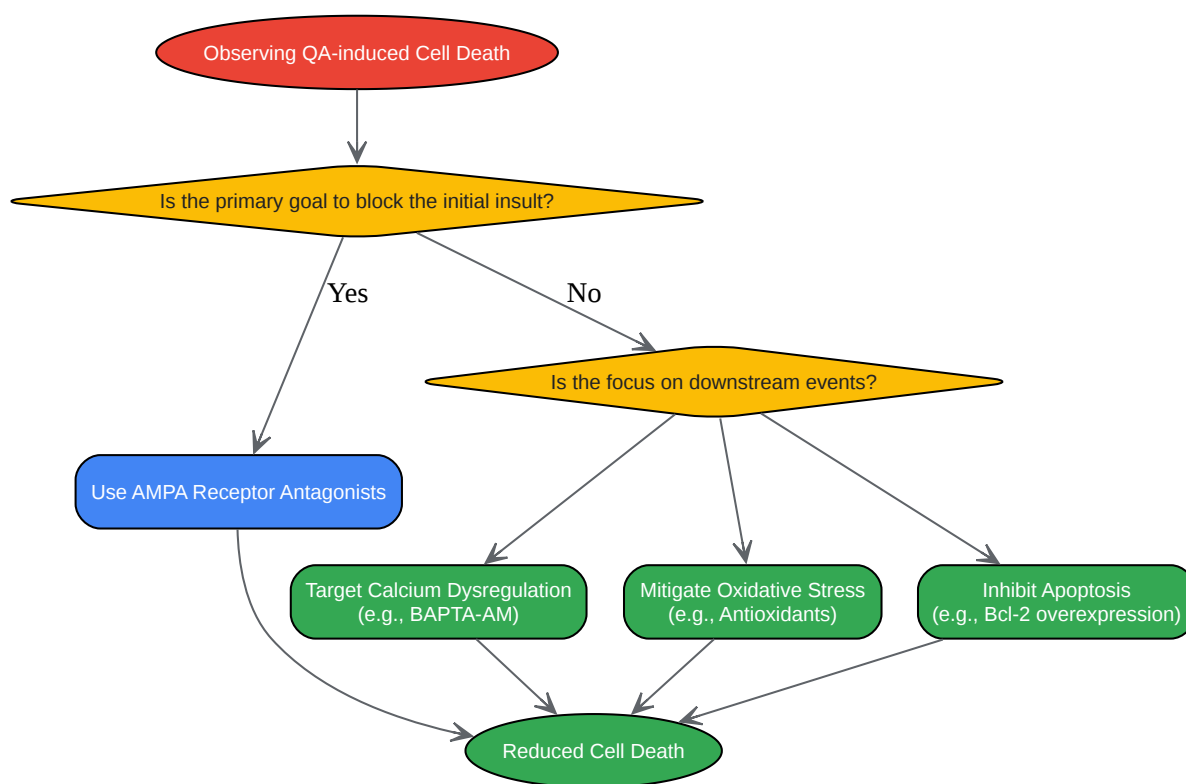 Observing QA-induced Cell Death
Is the primary goal to block the initial insult?
Yes
No
Is the focus on downstream events?
Use AMPA Receptor Antagonists
Target Calcium Dysregulation
(e.g., BAPTA-AM)
Mitigate Oxidative Stress
(e.g., Antioxidants)
Inhibit Apoptosis
(e.g., Bcl-2 overexpression)
Reduced Cell Death